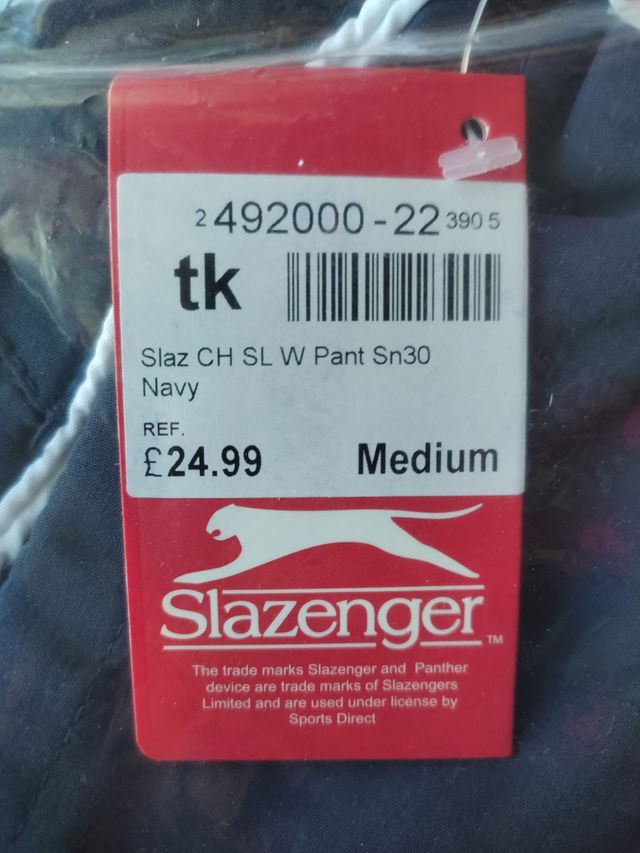 2 492000 - 22 390 5
tk
Slaz CH SL W Pant Sn30
Navy
REF.
£24.99 Medium
Slazenger TM
The trade marks Slazenger and Panther
device are trade marks of Slazengers
Limited and are used under license by
Sports Direct